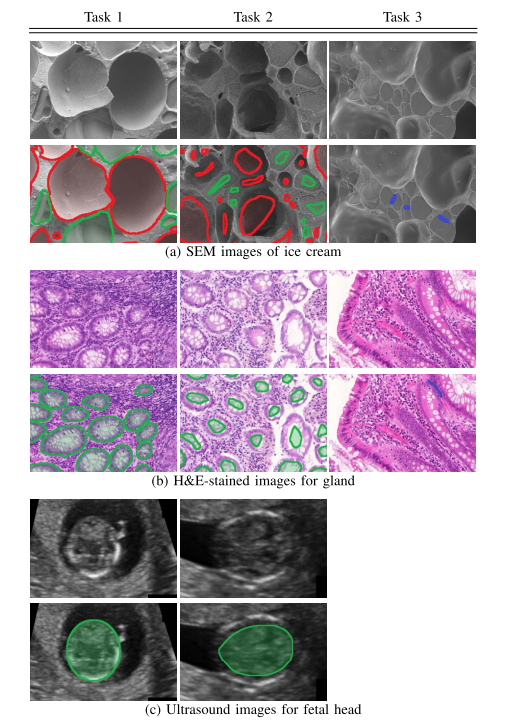 Task 1 Task 2 Task 3
(a) SEM images of ice cream
(b) H&E-stained images for gland
(c) Ultrasound images for fetal head